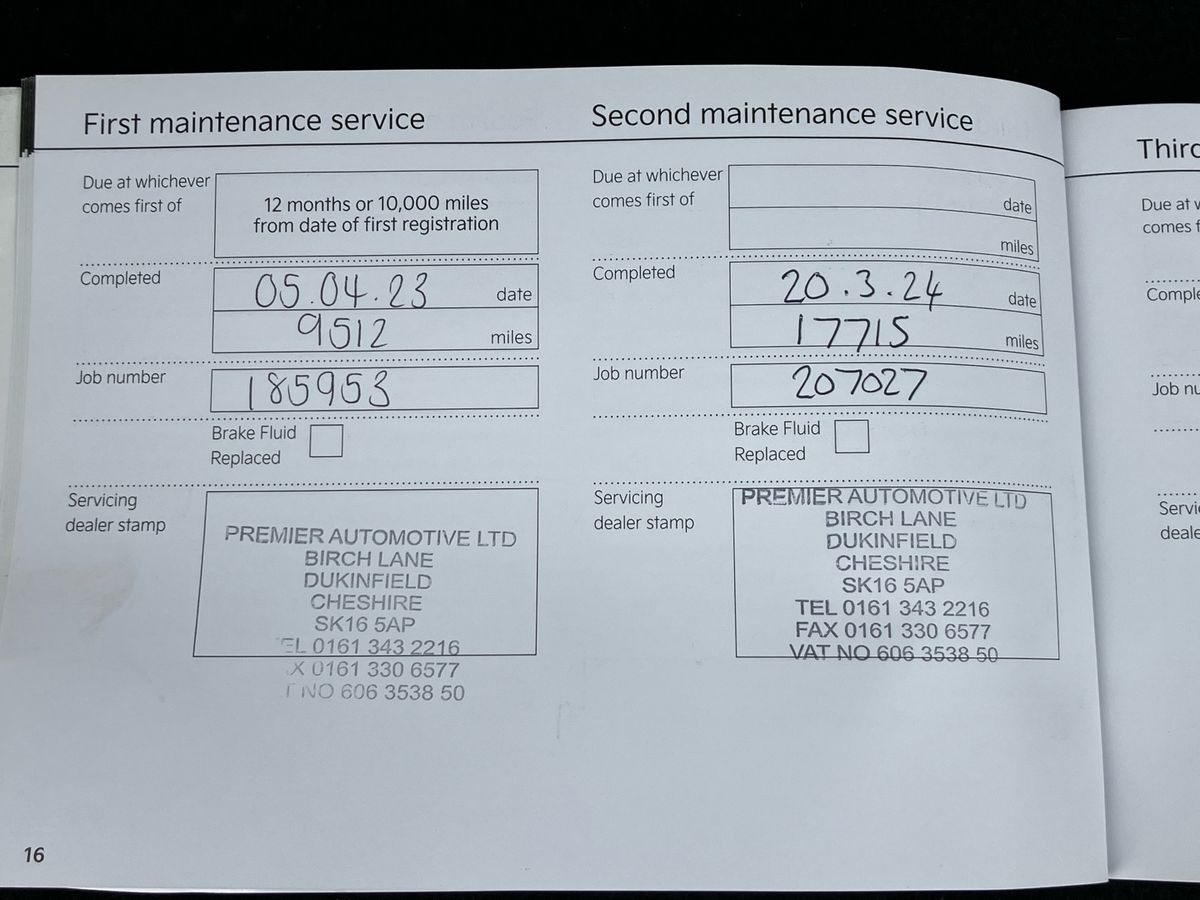 First maintenance service
Due at whichever
comes first of
12 months or 10,000 miles
from date of first registration
Completed
05.04.23 date
9512 miles
Job number
185953
Brake Fluid
Replaced
Servicing
dealer stamp
PREMIER AUTOMOTIVE LTD
BIRCH LANE
DUKINFIELD
CHESHIRE
SK16 5AP
EL 0161 343 2216
X 0161 330 6577
T NO 606 3538 50
16
Second maintenance service
Due at whichever
comes first of
date
miles
Completed
20.3.24 date
17715 miles
Job number
207027
Brake Fluid
Replaced
Servicing
dealer stamp
PREMIER AUTOMOTIVE LTD
BIRCH LANE
DUKINFIELD
CHESHIRE
SK16 5AP
TEL 0161 343 2216
FAX 0161 330 6577
VAT NO 606 3538 50
Third
Due at
comes
Job